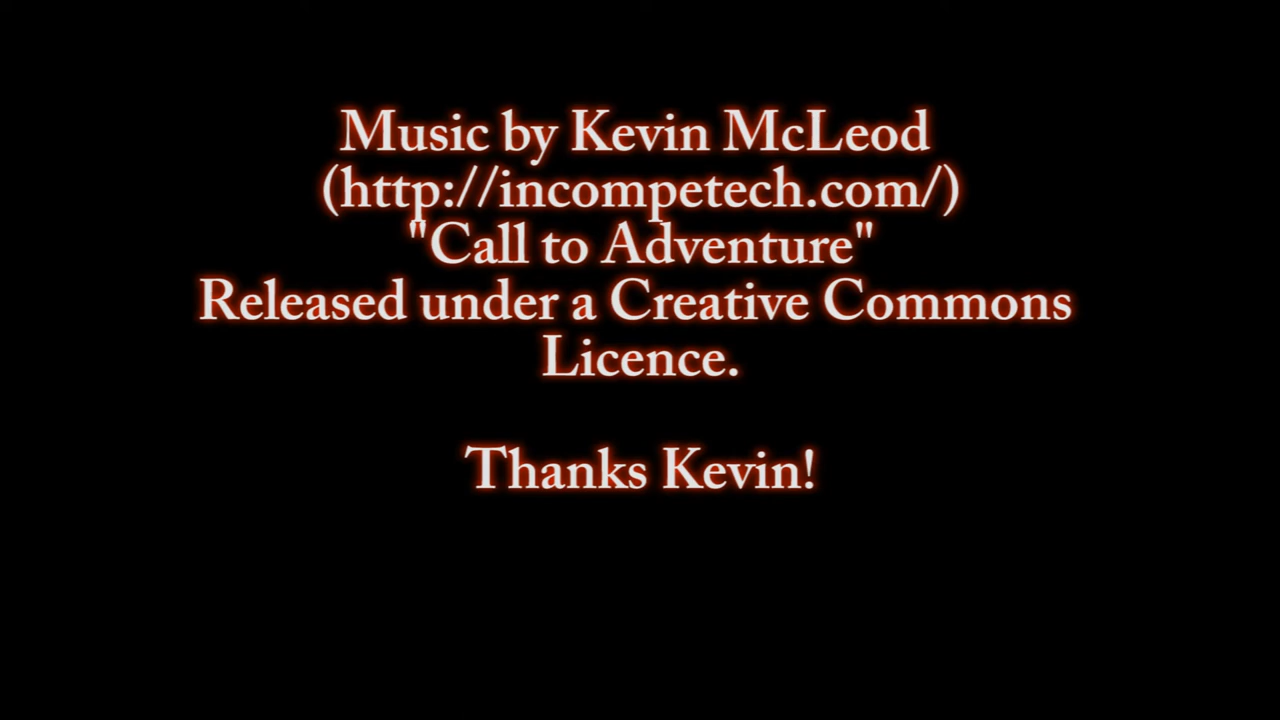 Music by Kevin McLeod
(http://incompetech.com/)
"Call to Adventure"
Released under a Creative Commons
Licence.
Thanks Kevin!